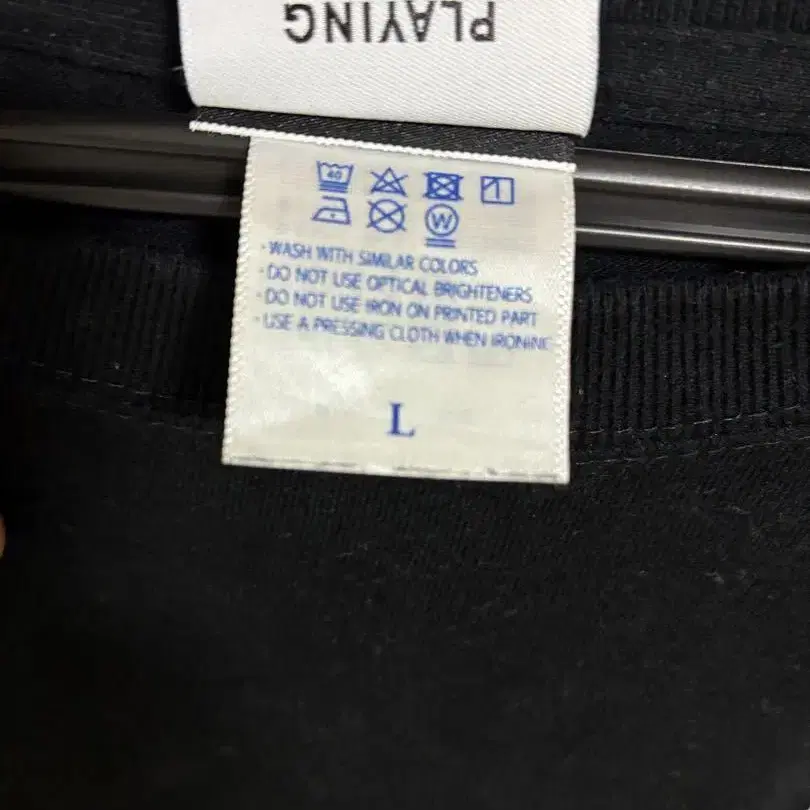 PLAYING
40
W
· WASH WITH SIMILAR COLORS
· DO NOT USE OPTICAL BRIGHTENERS
· DO NOT USE IRON ON PRINTED PART
· USE A PRESSING CLOTH WHEN IRONING
L